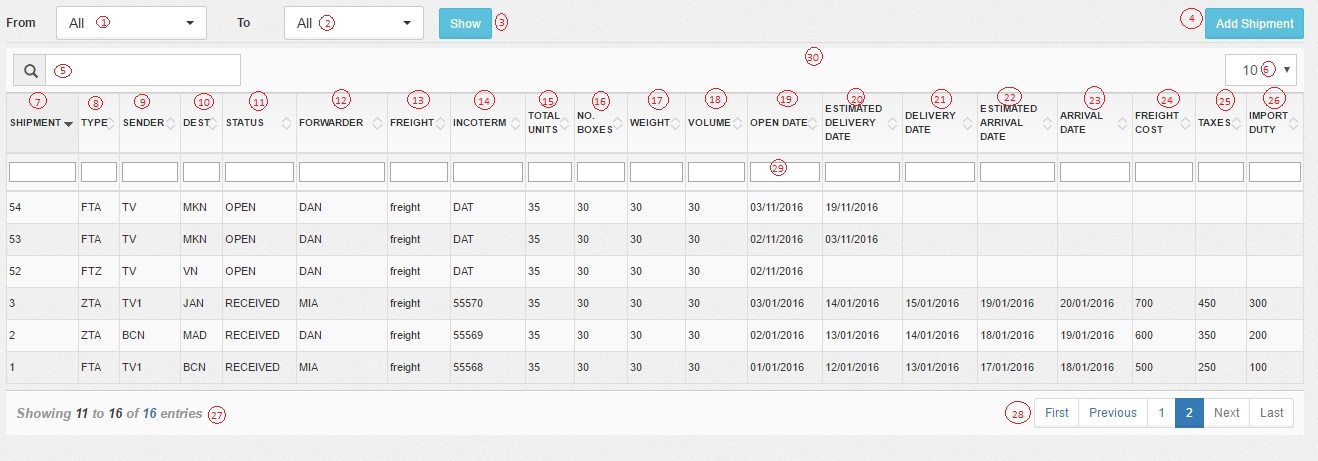 From All 1 To All 2 Show 3 4 Add Shipment
5 30 10 6
7 8 9 10 11 12 13 14 15 16 17 18 19 20 21 22 23 24 25 26
SHIPMENT TYPE SENDER DEST STATUS FORWARDER FREIGHT INCOTERM TOTAL UNITS NO. BOXES WEIGHT VOLUME OPEN DATE ESTIMATED DELIVERY DATE DELIVERY DATE ESTIMATED ARRIVAL DATE ARRIVAL DATE FREIGHT COST TAXES IMPORT DUTY
29
54 FTA TV MKN OPEN DAN freight DAT 35 30 30 30 03/11/2016 19/11/2016
53 FTA TV MKN OPEN DAN freight DAT 35 30 30 30 02/11/2016 03/11/2016
52 FTZ TV VN OPEN DAN freight DAT 35 30 30 30 02/11/2016
3 ZTA TV1 JAN RECEIVED MIA freight 55570 35 30 30 30 03/01/2016 14/01/2016 15/01/2016 19/01/2016 20/01/2016 700 450 300
2 ZTA BCN MAD RECEIVED DAN freight 55569 35 30 30 30 02/01/2016 13/01/2016 14/01/2016 18/01/2016 19/01/2016 600 350 200
1 FTA TV1 BCN RECEIVED MIA freight 55568 35 30 30 30 01/01/2016 12/01/2016 13/01/2016 17/01/2016 18/01/2016 500 250 100
Showing 11 to 16 of 16 entries 27 28 First Previous 1 2 Next Last